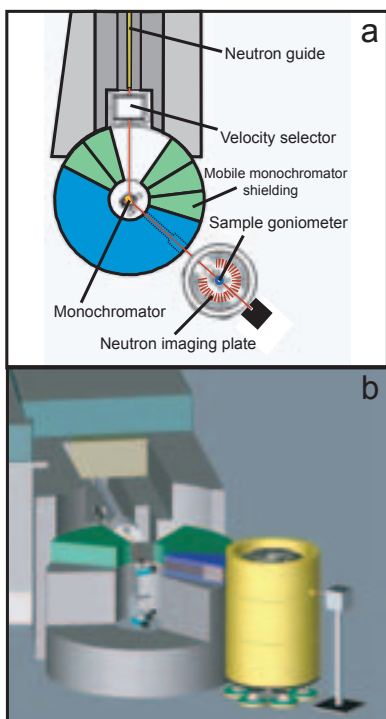 a
Neutron guide
Velocity selector
Mobile monochromator
shielding
Sample goniometer
Monochromator
Neutron imaging plate
b